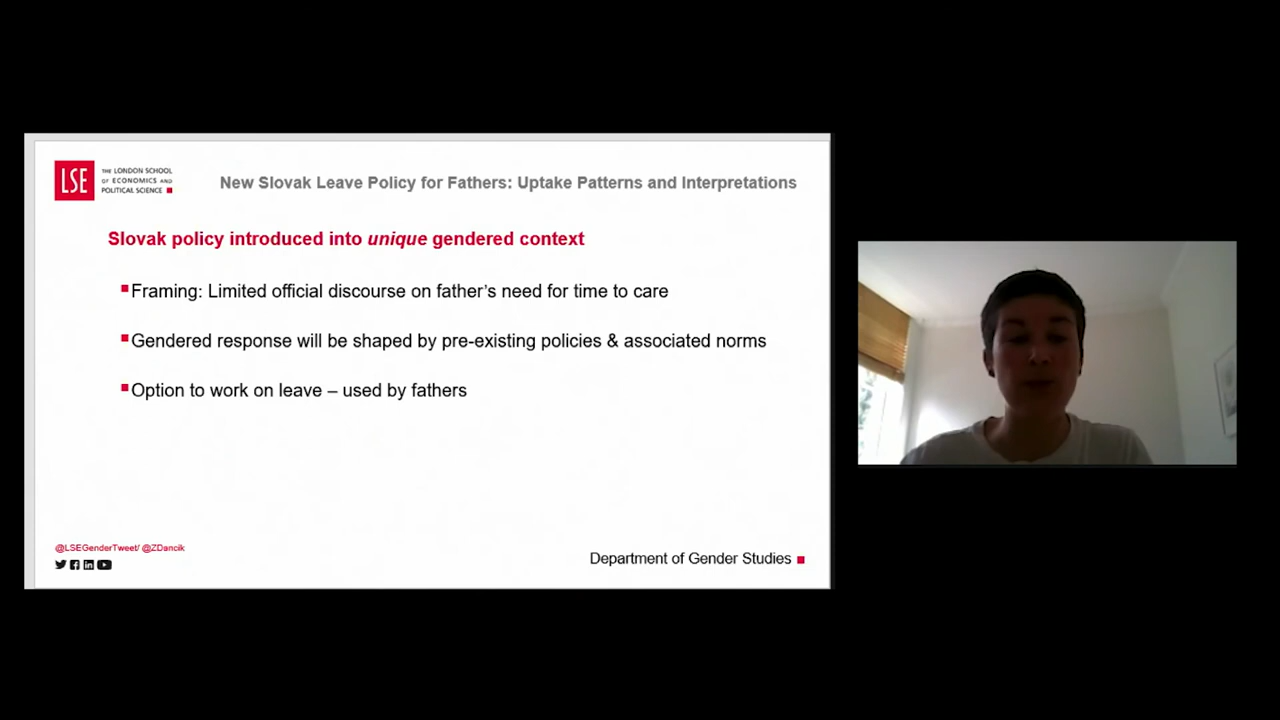 LSE
THE LONDON SCHOOL
OF ECONOMICS AND
POLITICAL SCIENCE
New Slovak Leave Policy for Fathers: Uptake Patterns and Interpretations
Slovak policy introduced into unique gendered context
Framing: Limited official discourse on father's need for time to care
Gendered response will be shaped by pre-existing policies & associated norms
Option to work on leave – used by fathers
@LSEGenderTweet/ @ZDancik
Department of Gender Studies